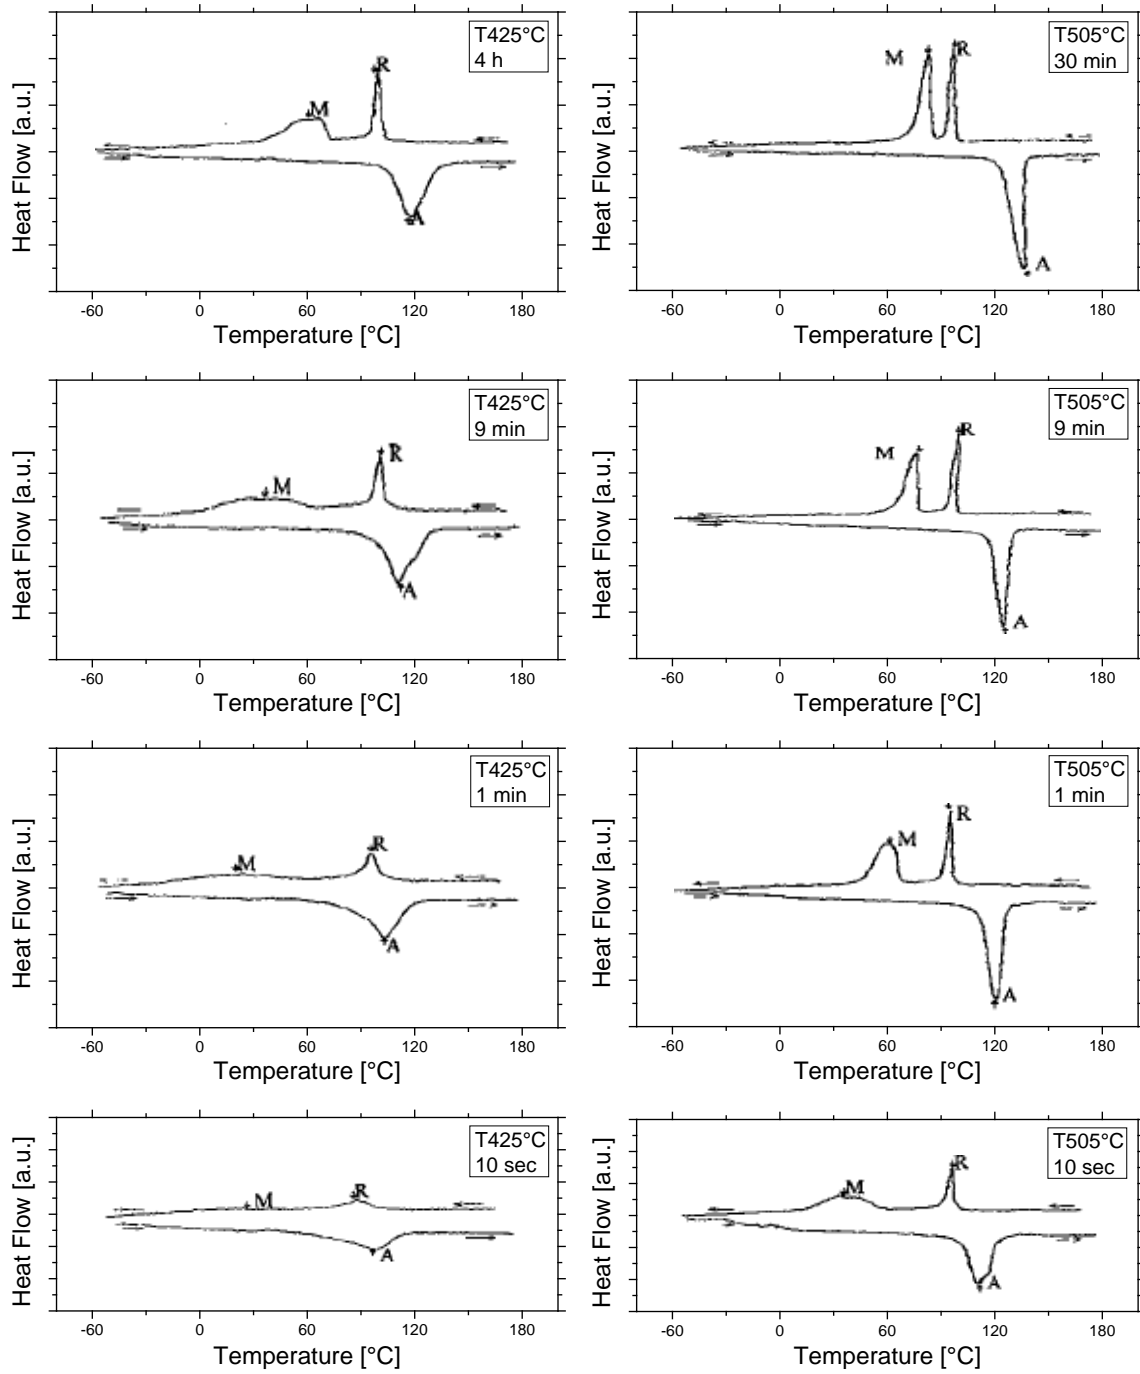 T425°C
4 h
R
M
A
Heat Flow [a.u.]
-60 0 60 120 180
Temperature [°C]
T505°C
30 min
M
R
A
Heat Flow [a.u.]
-60 0 60 120 180
Temperature [°C]
T425°C
9 min
R
M
A
Heat Flow [a.u.]
-60 0 60 120 180
Temperature [°C]
T505°C
9 min
R
M
A
Heat Flow [a.u.]
-60 0 60 120 180
Temperature [°C]
T425°C
1 min
R
M
A
Heat Flow [a.u.]
-60 0 60 120 180
Temperature [°C]
T505°C
1 min
R
M
A
Heat Flow [a.u.]
-60 0 60 120 180
Temperature [°C]
T425°C
10 sec
R
M
A
Heat Flow [a.u.]
-60 0 60 120 180
Temperature [°C]
T505°C
10 sec
R
M
A
Heat Flow [a.u.]
-60 0 60 120 180
Temperature [°C]